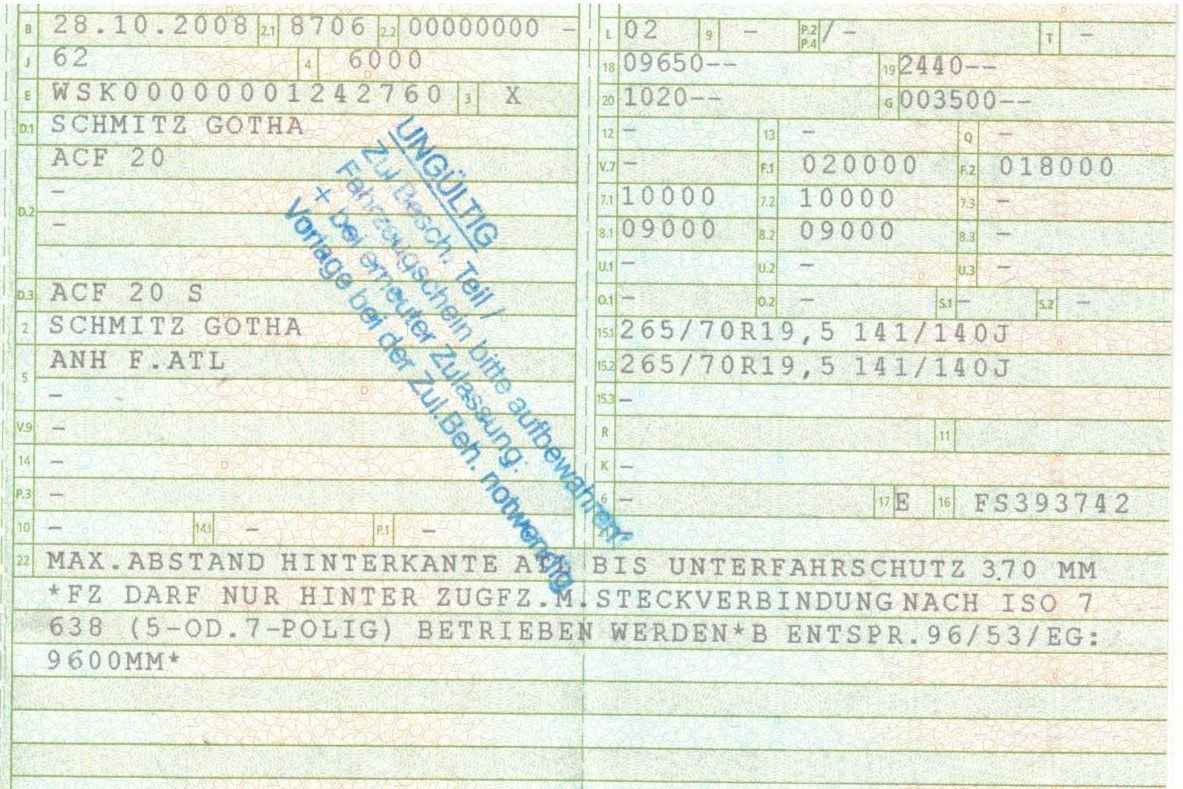 B 28.10.2008 2.1 8706 2.2 00000000 -
J 62 4 6000
E WSK00000001242760 3 X
D.1 SCHMITZ GOTHA
ACF 20
D.2 -
-
D.3 ACF 20 S
2 SCHMITZ GOTHA
5 ANH F.ATL
-
V.9 -
14 -
P.3 -
10 - 14.1 - P.1 -
L 02 9 - P.2 P.4 / - T -
18 09650-- 19 2440--
20 1020-- G 003500--
12 - 13 - Q -
V.7 - F.1 020000 F.2 018000
7.1 10000 7.2 10000 7.3 -
8.1 09000 8.2 09000 8.3 -
U.1 - U.2 - U.3 -
O.1 - O.2 - S.1 - S.2 -
15.1 265/70R19,5 141/140J
15.2 265/70R19,5 141/140J
15.3 -
R 11
K -
6 - 17 E 16 FS393742
22 MAX.ABSTAND HINTERKANTE BIS UNTERFAHRSCHUTZ 370 MM
*FZ DARF NUR HINTER ZUGFZ.M.STECKVERBINDUNG NACH ISO 7
638 (5-OD.7-POLIG) BETRIEBEN WERDEN*B ENTSPR.96/53/EG:
9600MM*
UNGÜLTIG
Zul.Besch. Teil I
Fahrzeugschein bitte aufbewahren!
+ bei erneuter Zulassung:
Vorlage bei der Zul.Beh. notwendig